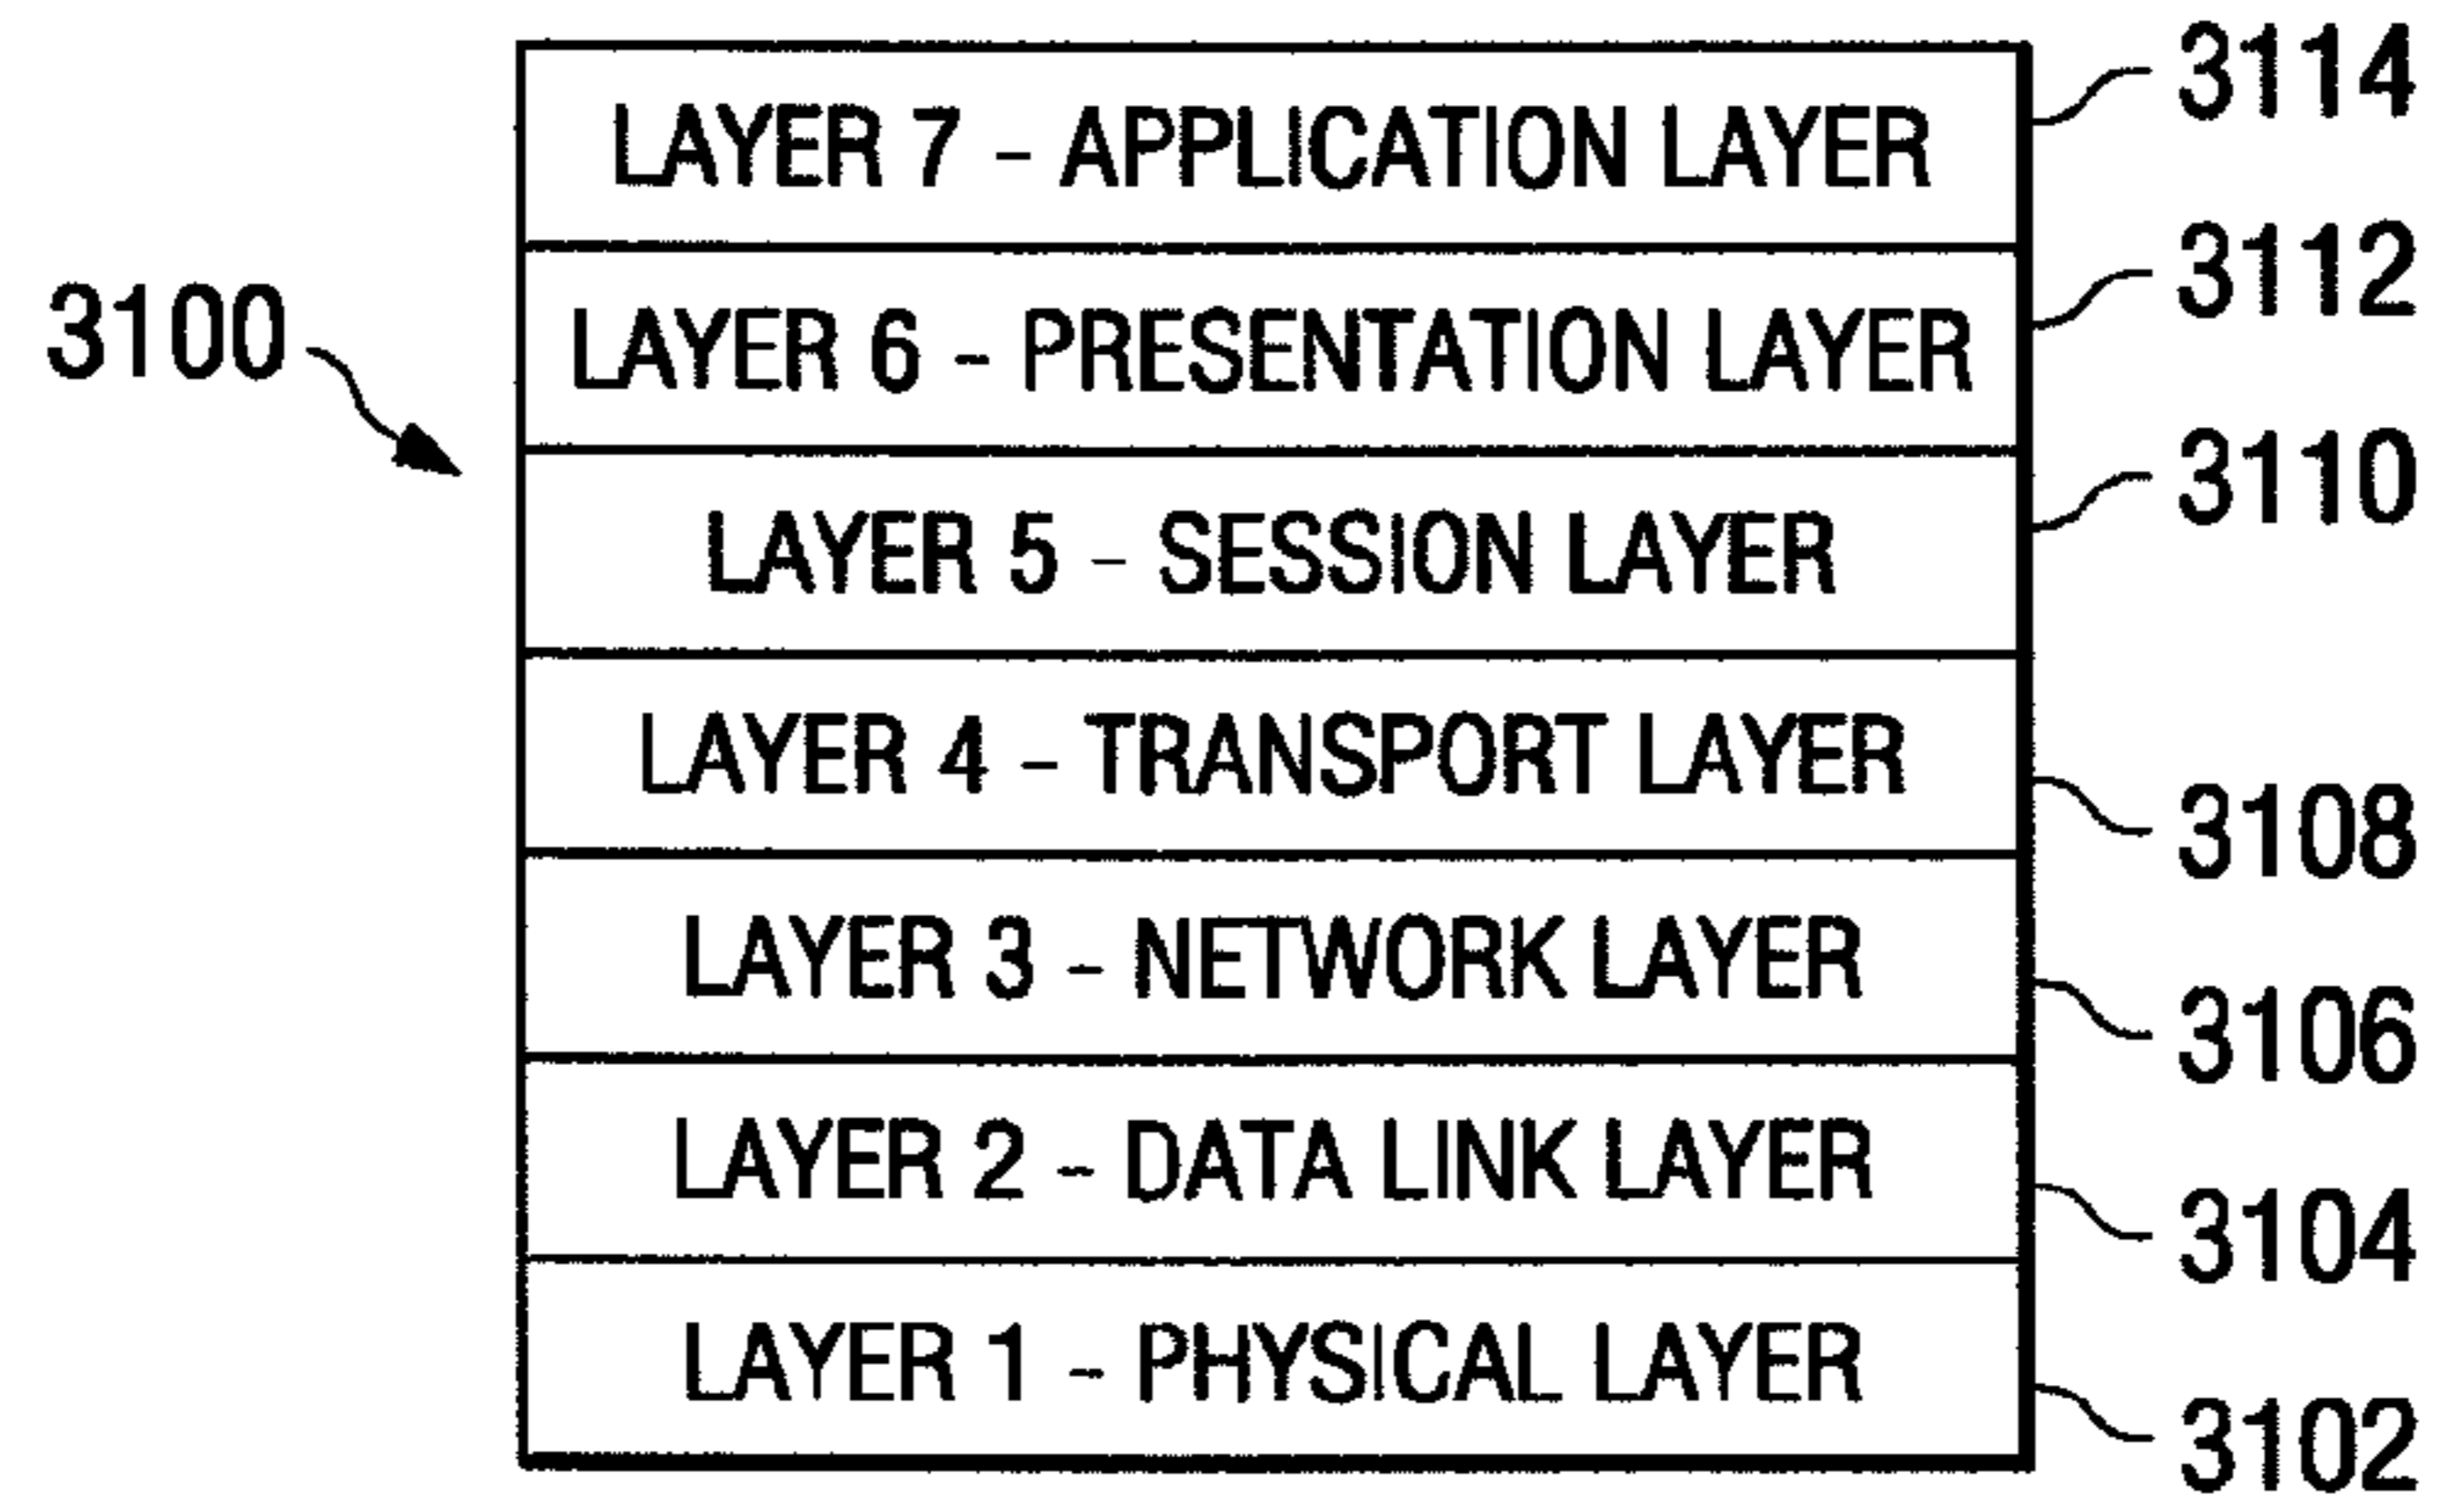 3114
LAYER 7 – APPLICATION LAYER
3112
LAYER 6 – PRESENTATION LAYER
3100
3110
LAYER 5 – SESSION LAYER
LAYER 4 – TRANSPORT LAYER
3108
LAYER 3 – NETWORK LAYER
3106
LAYER 2 – DATA LINK LAYER
3104
LAYER 1 – PHYSICAL LAYER
3102